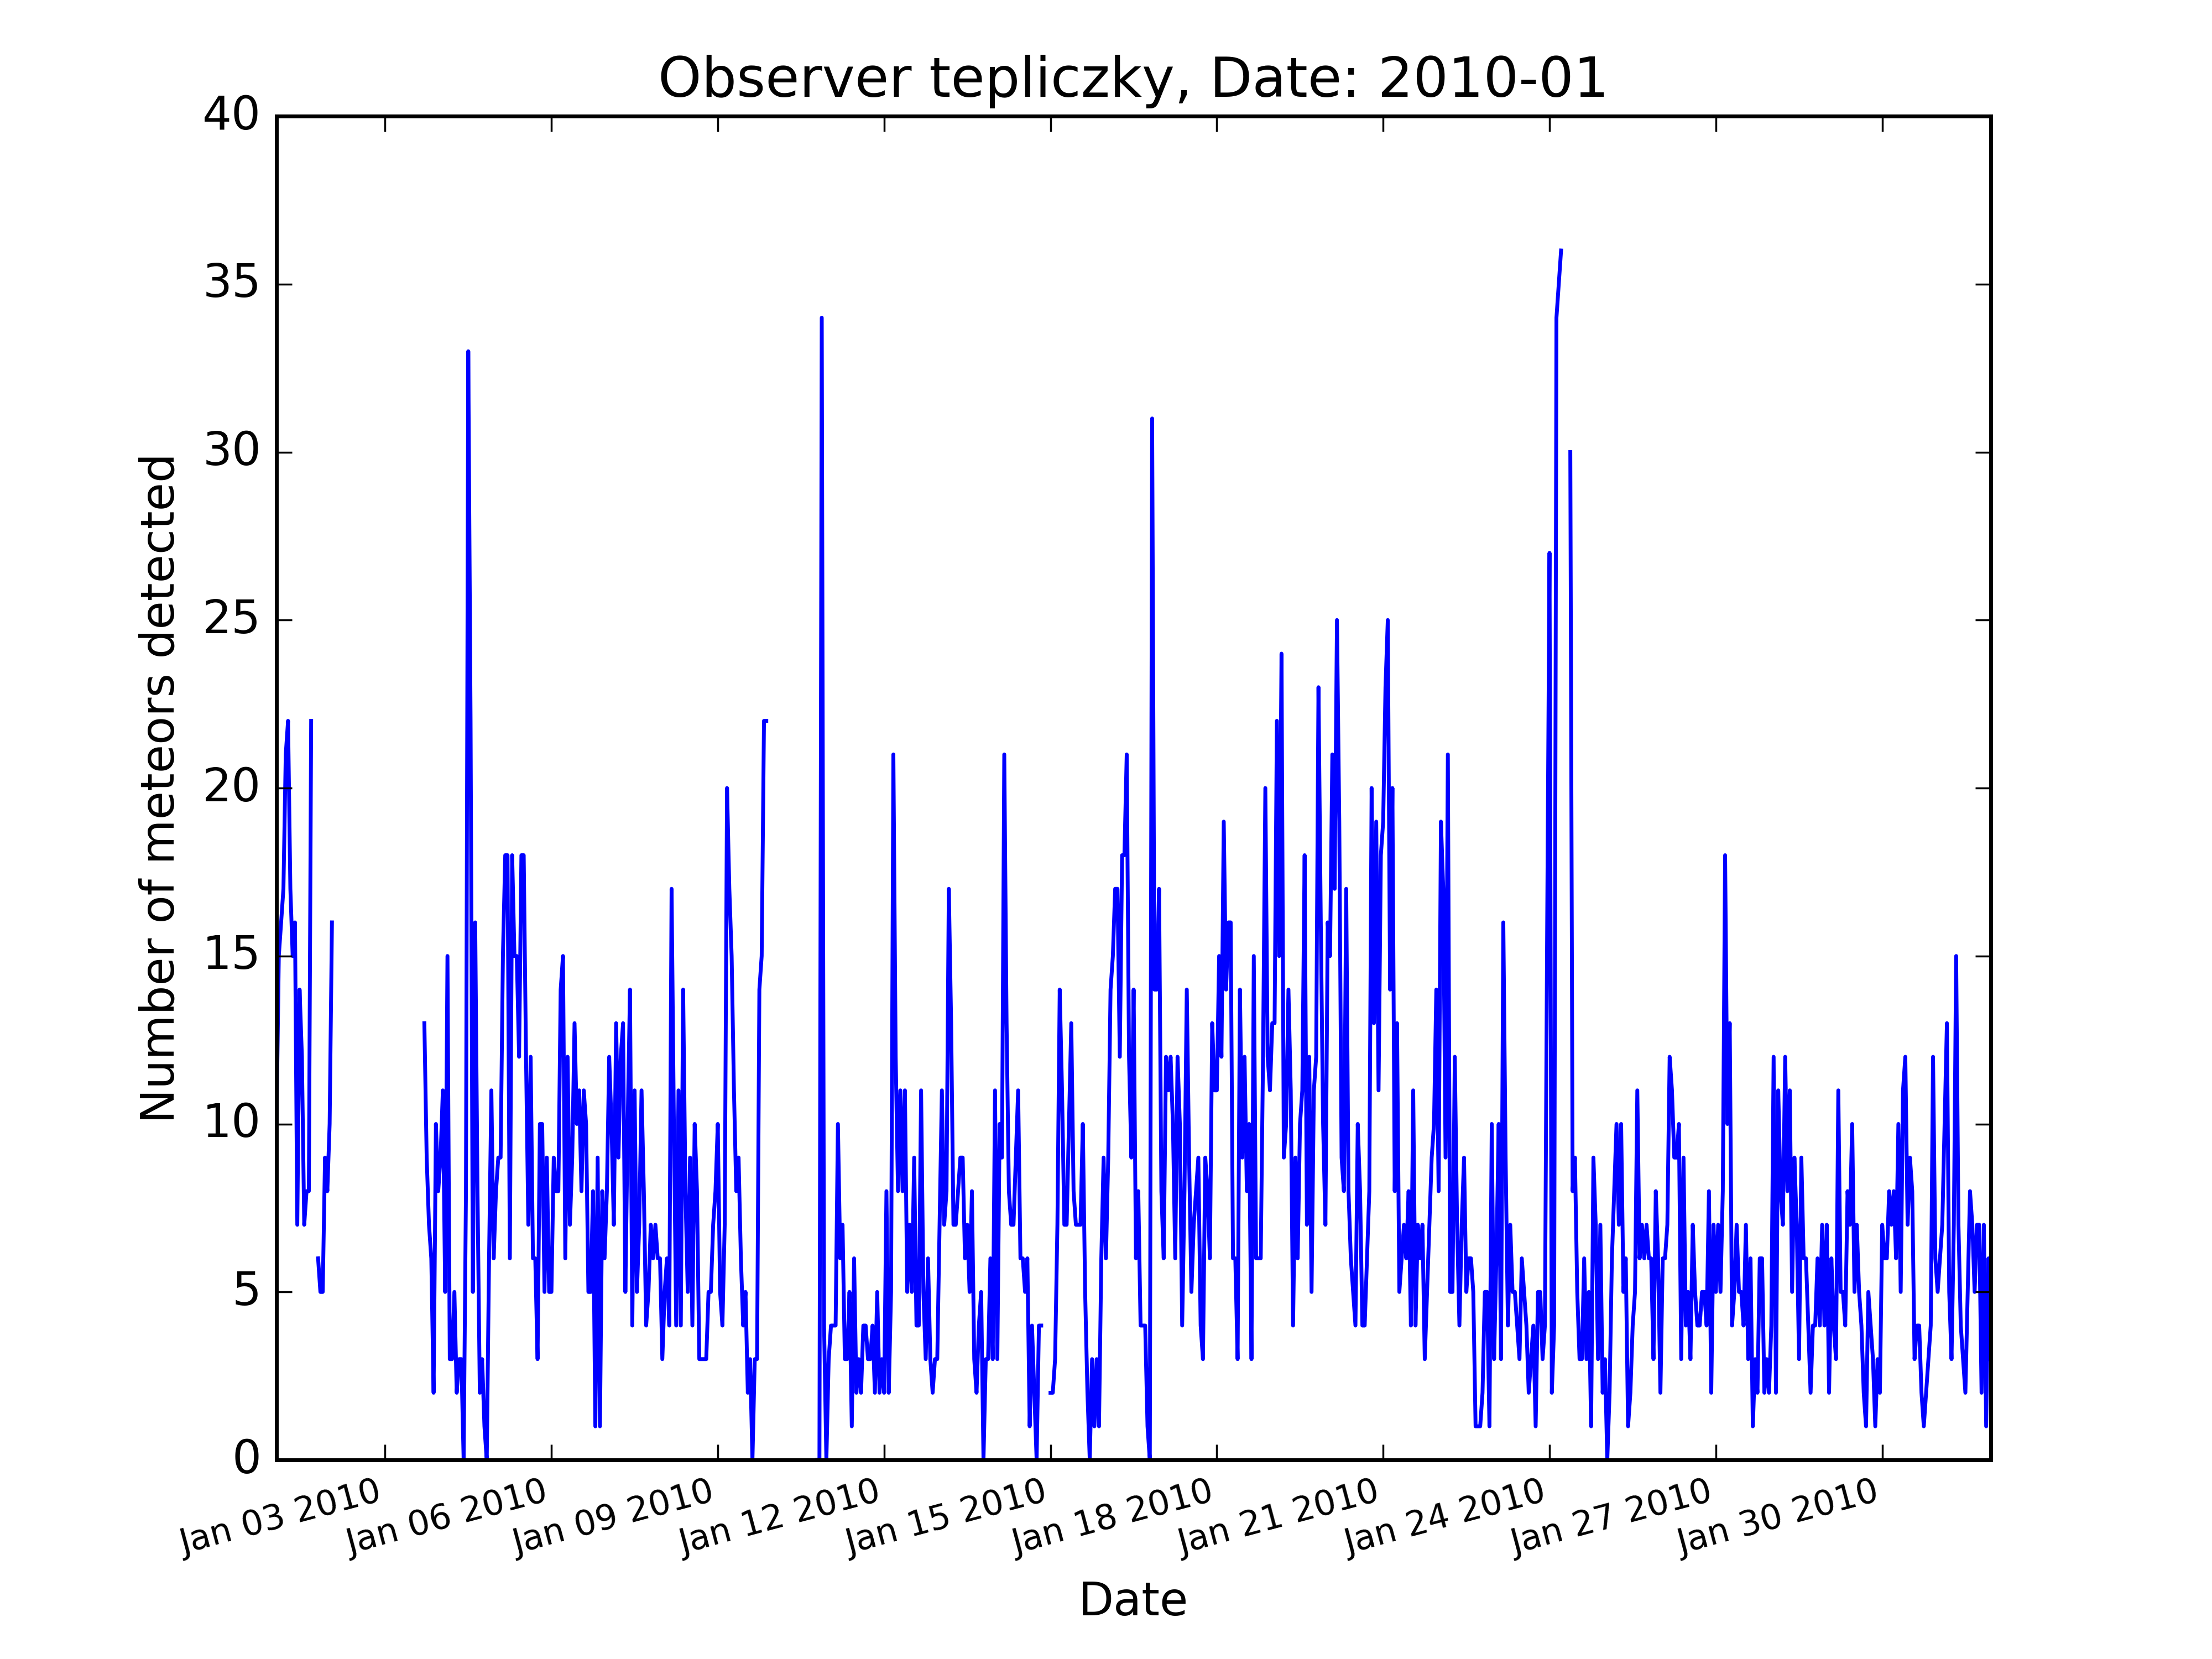 Observer tepliczky, Date: 2010-01
40
35
30
25
20
15
10
5
0
Number of meteors detected
Jan 03 2010
Jan 06 2010
Jan 09 2010
Jan 12 2010
Jan 15 2010
Jan 18 2010
Jan 21 2010
Jan 24 2010
Jan 27 2010
Jan 30 2010
Date